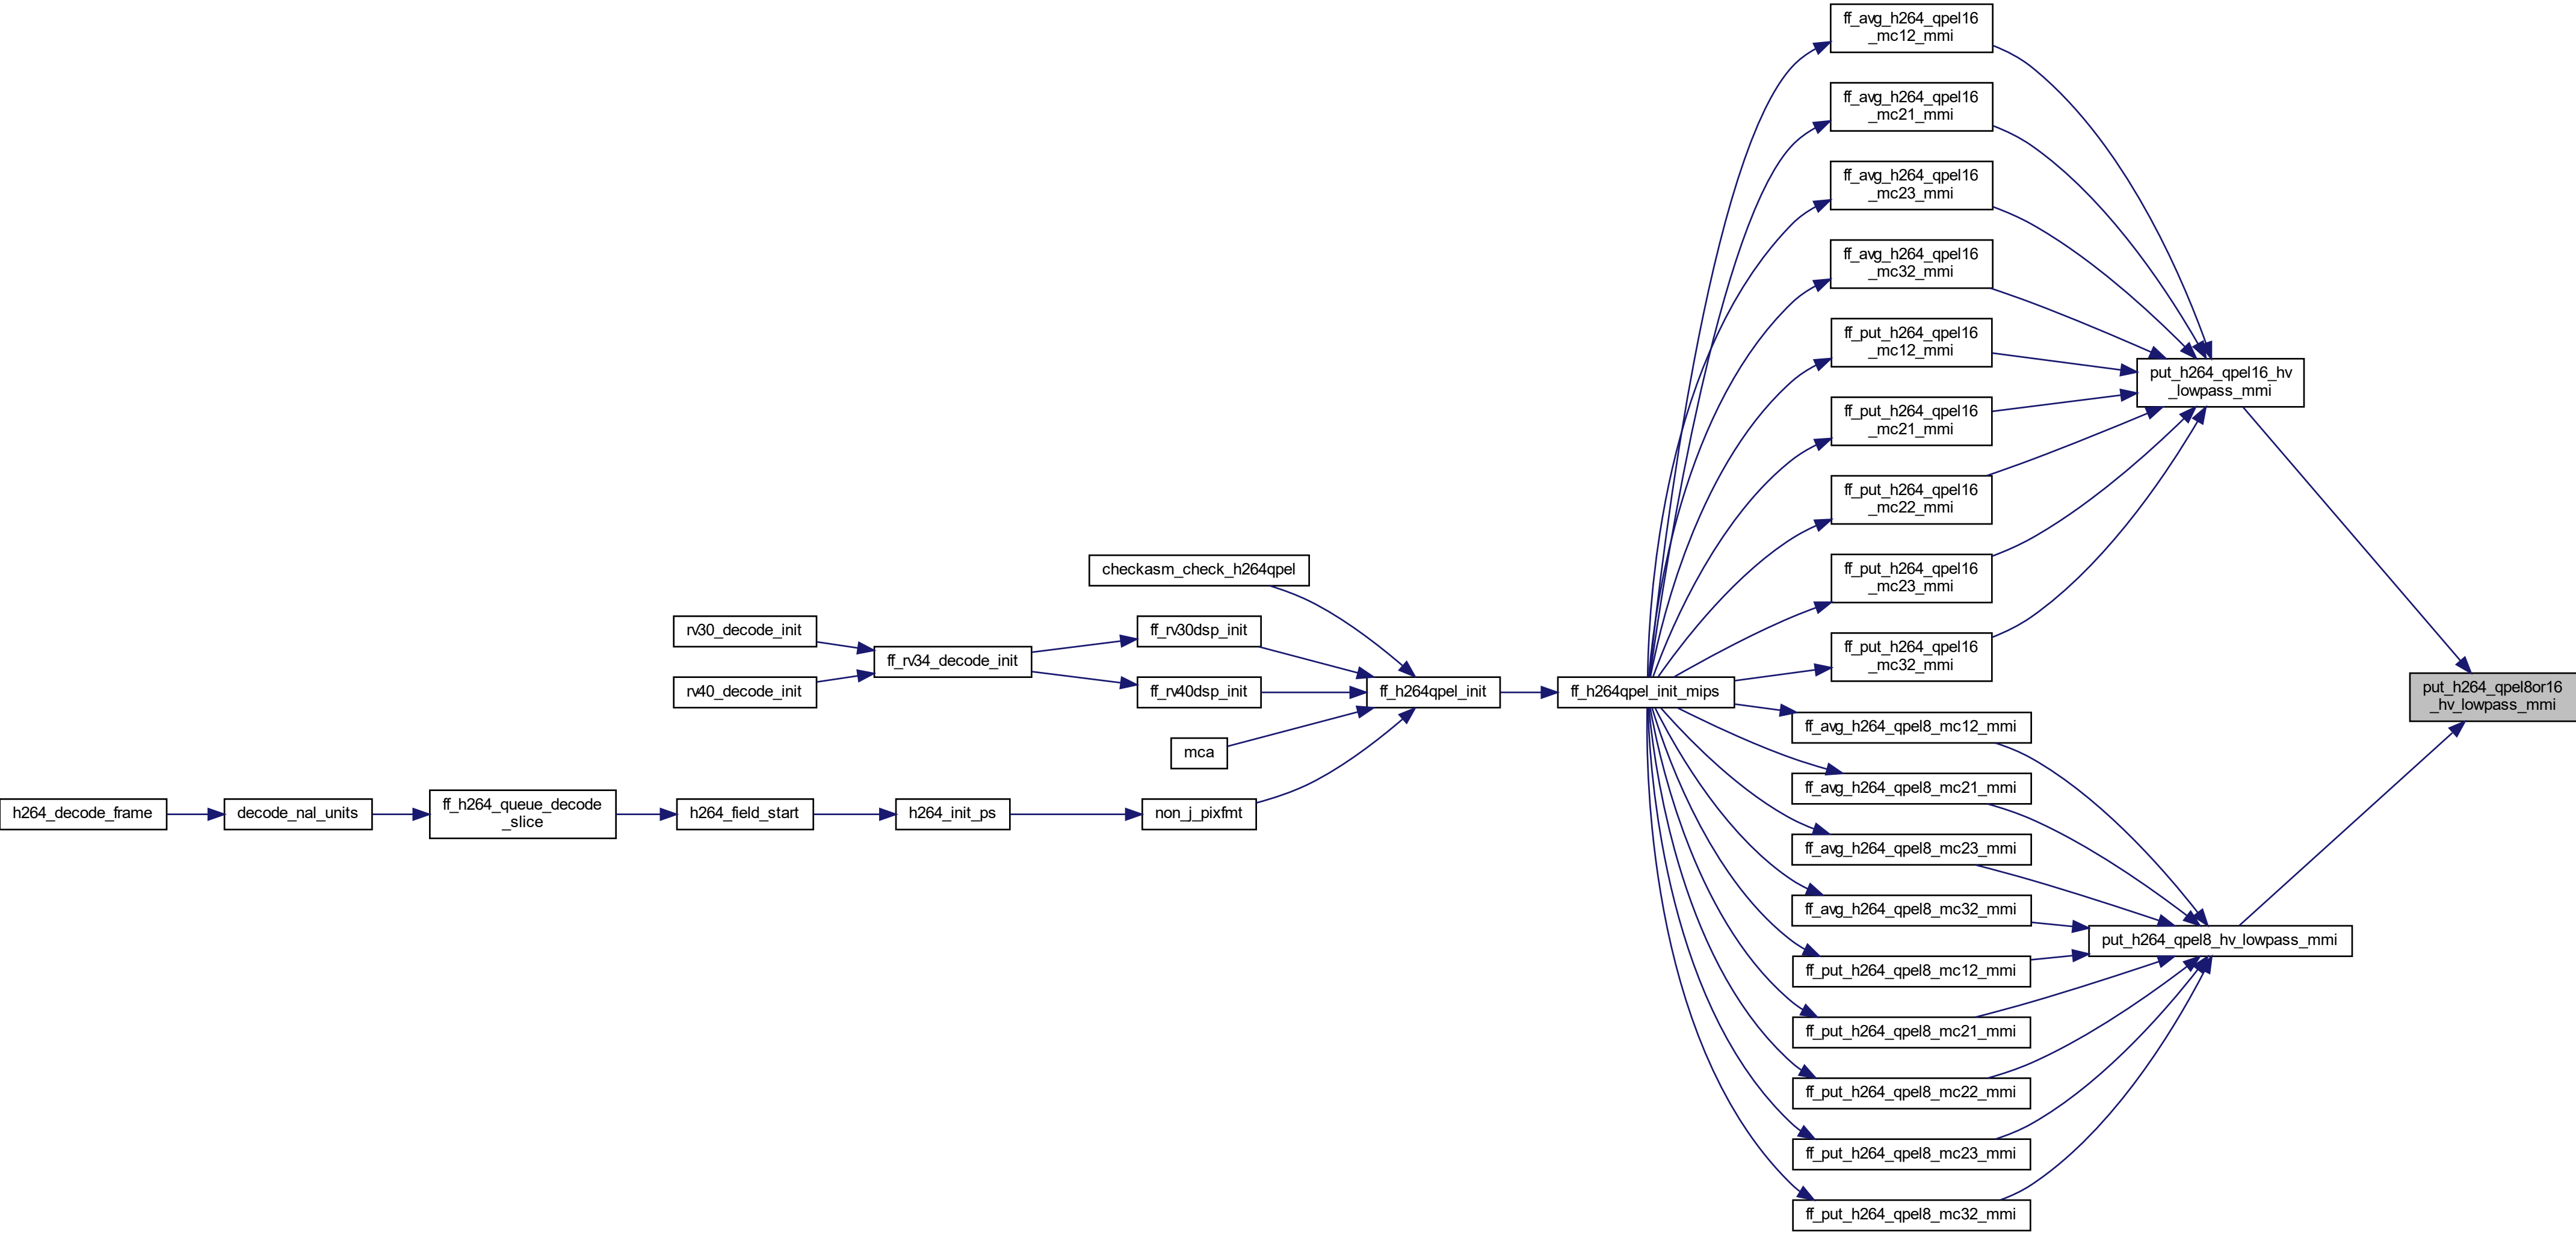 ff_avg_h264_qpel16
_mc12_mmi
ff_avg_h264_qpel16
_mc21_mmi
ff_avg_h264_qpel16
_mc23_mmi
ff_avg_h264_qpel16
_mc32_mmi
ff_put_h264_qpel16
_mc12_mmi
put_h264_qpel16_hv
_lowpass_mmi
ff_put_h264_qpel16
_mc21_mmi
ff_put_h264_qpel16
_mc22_mmi
checkasm_check_h264qpel
ff_put_h264_qpel16
_mc23_mmi
rv30_decode_init
ff_rv30dsp_init
ff_rv34_decode_init
ff_put_h264_qpel16
_mc32_mmi
rv40_decode_init
ff_rv40dsp_init
ff_h264qpel_init
ff_h264qpel_init_mips
put_h264_qpel8or16
_hv_lowpass_mmi
ff_avg_h264_qpel8_mc12_mmi
mca
ff_avg_h264_qpel8_mc21_mmi
h264_decode_frame
decode_nal_units
ff_h264_queue_decode
_slice
h264_field_start
h264_init_ps
non_j_pixfmt
ff_avg_h264_qpel8_mc23_mmi
ff_avg_h264_qpel8_mc32_mmi
put_h264_qpel8_hv_lowpass_mmi
ff_put_h264_qpel8_mc12_mmi
ff_put_h264_qpel8_mc21_mmi
ff_put_h264_qpel8_mc22_mmi
ff_put_h264_qpel8_mc23_mmi
ff_put_h264_qpel8_mc32_mmi